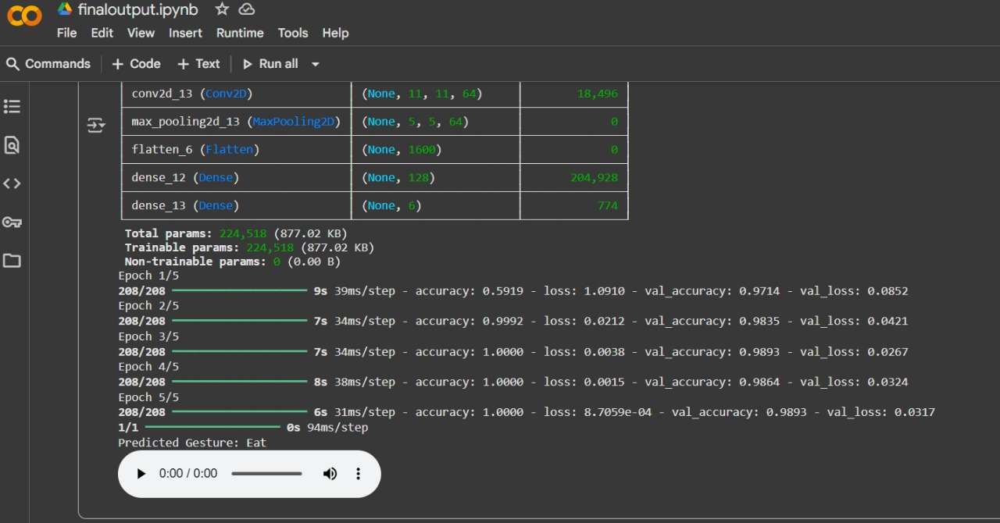 finaloutput.ipynb
File Edit View Insert Runtime Tools Help
Commands + Code + Text Run all
conv2d_13 (Conv2D) (None, 11, 11, 64) 18,496
max_pooling2d_13 (MaxPooling2D) (None, 5, 5, 64) 0
flatten_6 (Flatten) (None, 1600) 0
dense_12 (Dense) (None, 128) 204,928
dense_13 (Dense) (None, 6) 774
Total params: 224,518 (877.02 KB)
Trainable params: 224,518 (877.02 KB)
Non-trainable params: 0 (0.00 B)
Epoch 1/5
208/208 9s 39ms/step - accuracy: 0.5919 - loss: 1.0910 - val_accuracy: 0.9714 - val_loss: 0.0852
Epoch 2/5
208/208 7s 34ms/step - accuracy: 0.9992 - loss: 0.0212 - val_accuracy: 0.9835 - val_loss: 0.0421
Epoch 3/5
208/208 7s 34ms/step - accuracy: 1.0000 - loss: 0.0038 - val_accuracy: 0.9893 - val_loss: 0.0267
Epoch 4/5
208/208 8s 38ms/step - accuracy: 1.0000 - loss: 0.0015 - val_accuracy: 0.9864 - val_loss: 0.0324
Epoch 5/5
208/208 6s 31ms/step - accuracy: 1.0000 - loss: 8.7059e-04 - val_accuracy: 0.9893 - val_loss: 0.0317
1/1 0s 94ms/step
Predicted Gesture: Eat
0:00 / 0:00